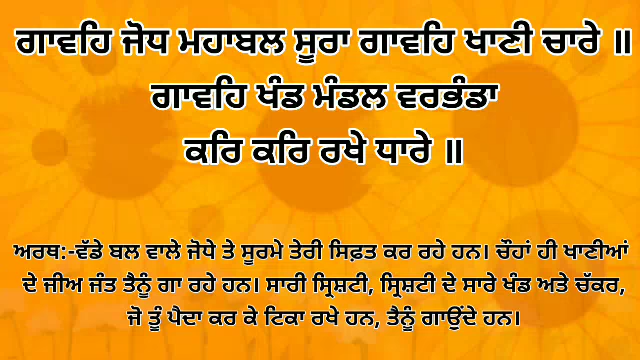 ਗਾਵਹਿ ਜੋਧ ਮਹਾਬਲ ਸੂਰਾ ਗਾਵਹਿ ਖਾਣੀ ਚਾਰੇ ॥
ਗਾਵਹਿ ਖੰਡ ਮੰਡਲ ਵਰਭੰਡਾ
ਕਰਿ ਕਰਿ ਰਖੇ ਧਾਰੇ ॥
ਅਰਥ:-ਵੱਡੇ ਬਲ ਵਾਲੇ ਜੋਧੇ ਤੇ ਸੂਰਮੇ ਤੇਰੀ ਸਿਫ਼ਤ ਕਰ ਰਹੇ ਹਨ। ਚੌਹਾਂ ਹੀ ਖਾਣੀਆਂ
ਦੇ ਜੀਅ ਜੰਤ ਤੈਨੂੰ ਗਾ ਰਹੇ ਹਨ। ਸਾਰੀ ਸ੍ਰਿਸ਼ਟੀ, ਸ੍ਰਿਸ਼ਟੀ ਦੇ ਸਾਰੇ ਖੰਡ ਅਤੇ ਚੱਕਰ,
ਜੋ ਤੂੰ ਪੈਦਾ ਕਰ ਕੇ ਟਿਕਾ ਰਖੇ ਹਨ, ਤੈਨੂੰ ਗਾਉਂਦੇ ਹਨ।